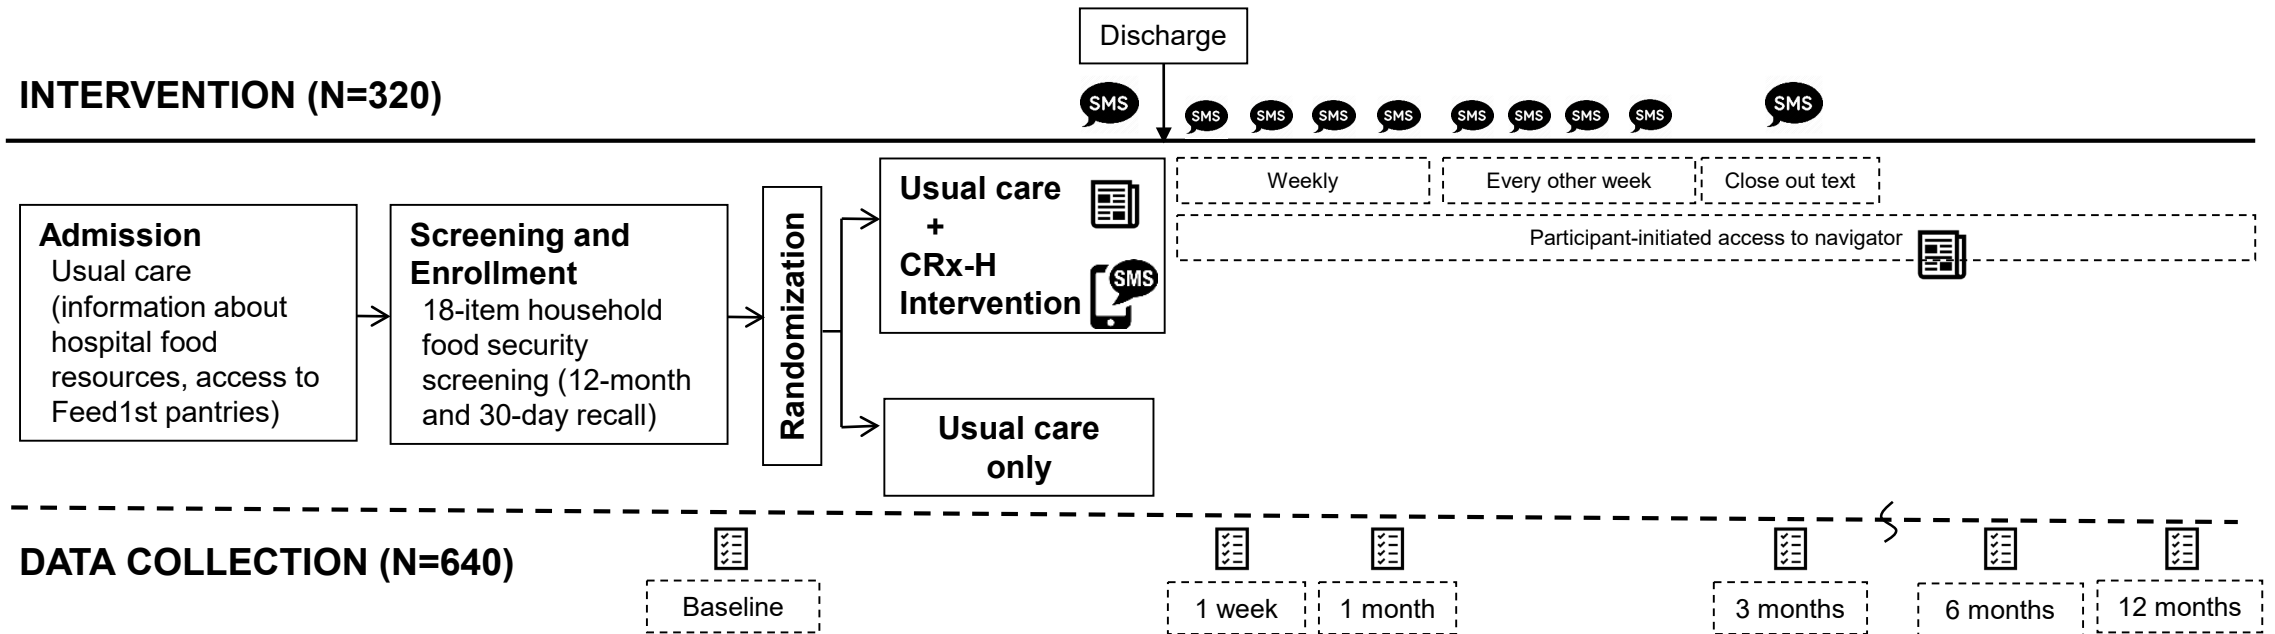 Discharge
INTERVENTION (N=320)
SMS
SMS
SMS
SMS
SMS
SMS
SMS
SMS
SMS
SMS
Admission
Usual care
(information about
hospital food
resources, access to
Feed1st pantries)
Screening and
Enrollment
18-item household
food security
screening (12-month
and 30-day recall)
Randomization
Usual care
+
CRx-H
Intervention
SMS
Usual care
only
Weekly
Every other week
Close out text
Participant-initiated access to navigator
DATA COLLECTION (N=640)
Baseline
1 week
1 month
3 months
6 months
12 months